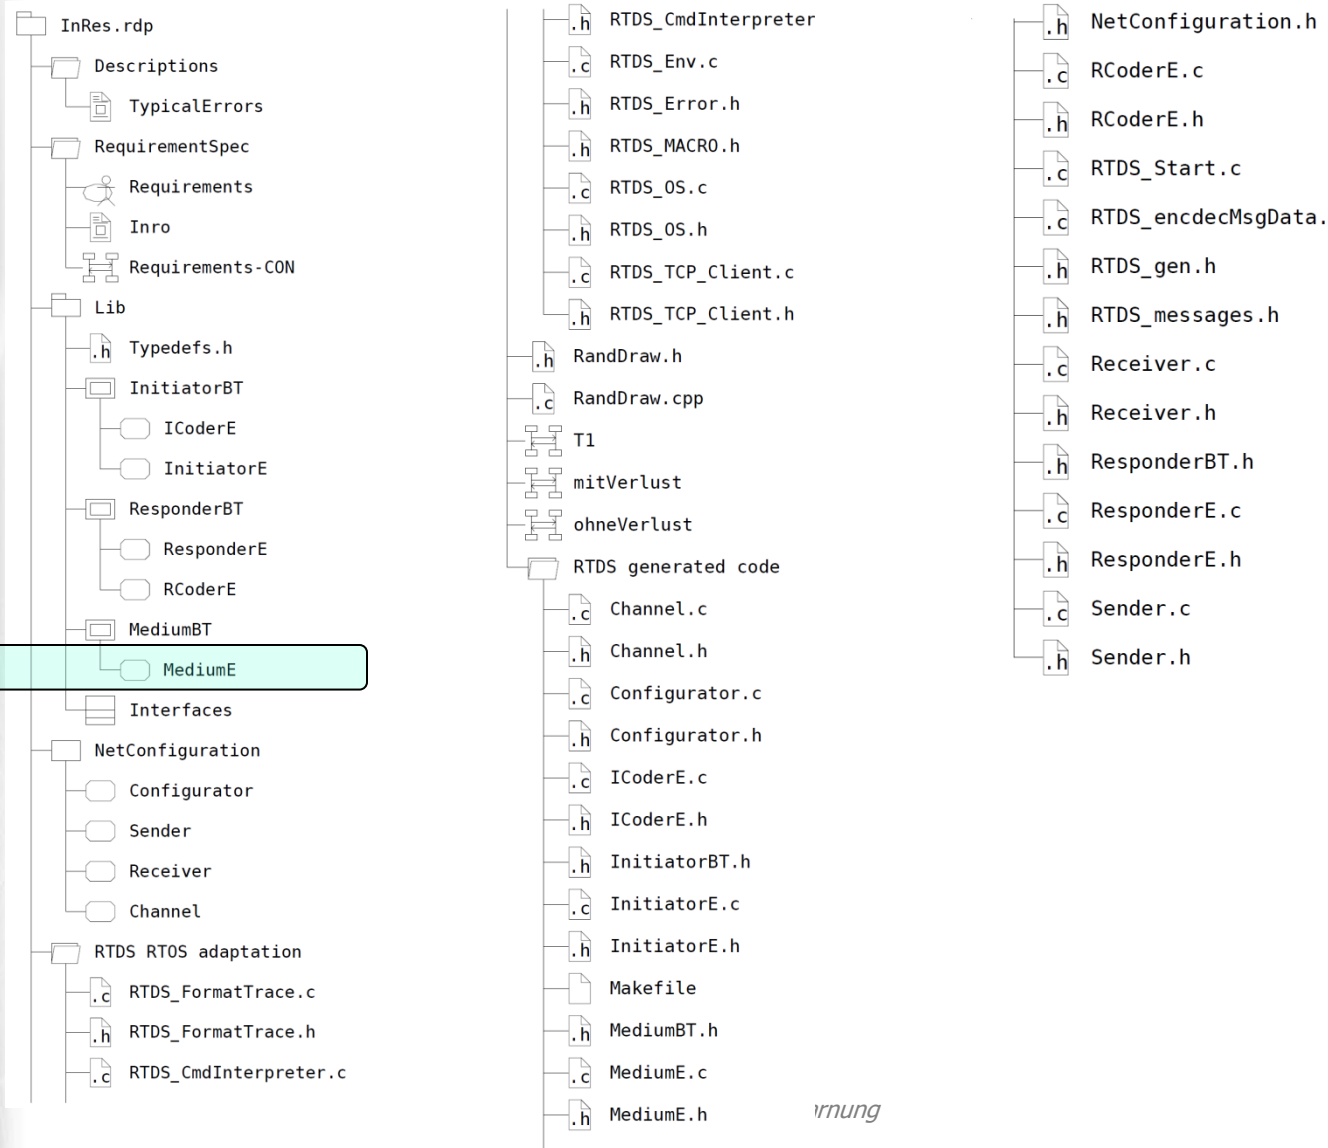 InRes.rdp
Descriptions
TypicalErrors
RequirementSpec
Requirements
Inro
Requirements-CON
Lib
.h Typedefs.h
InitiatorBT
ICoderE
InitiatorE
ResponderBT
ResponderE
RCoderE
MediumBT
MediumE
Interfaces
NetConfiguration
Configurator
Sender
Receiver
Channel
RTDS RTOS adaptation
.c RTDS_FormatTrace.c
.h RTDS_FormatTrace.h
.c RTDS_CmdInterpreter.c
.h RTDS_CmdInterpreter
.c RTDS_Env.c
.h RTDS_Error.h
.h RTDS_MACRO.h
.c RTDS_OS.c
.h RTDS_OS.h
.c RTDS_TCP_Client.c
.h RTDS_TCP_Client.h
.h RandDraw.h
.c RandDraw.cpp
T1
mitVerlust
ohneVerlust
RTDS generated code
.c Channel.c
.h Channel.h
.c Configurator.c
.h Configurator.h
.c ICoderE.c
.h ICoderE.h
.h InitiatorBT.h
.c InitiatorE.c
.h InitiatorE.h
Makefile
.h MediumBT.h
.c MediumE.c
.h MediumE.h
.h NetConfiguration.h
.c RCoderE.c
.h RCoderE.h
.c RTDS_Start.c
.c RTDS_encdecMsgData.
.h RTDS_gen.h
.h RTDS_messages.h
.c Receiver.c
.h Receiver.h
.h ResponderBT.h
.c ResponderE.c
.h ResponderE.h
.c Sender.c
.h Sender.h